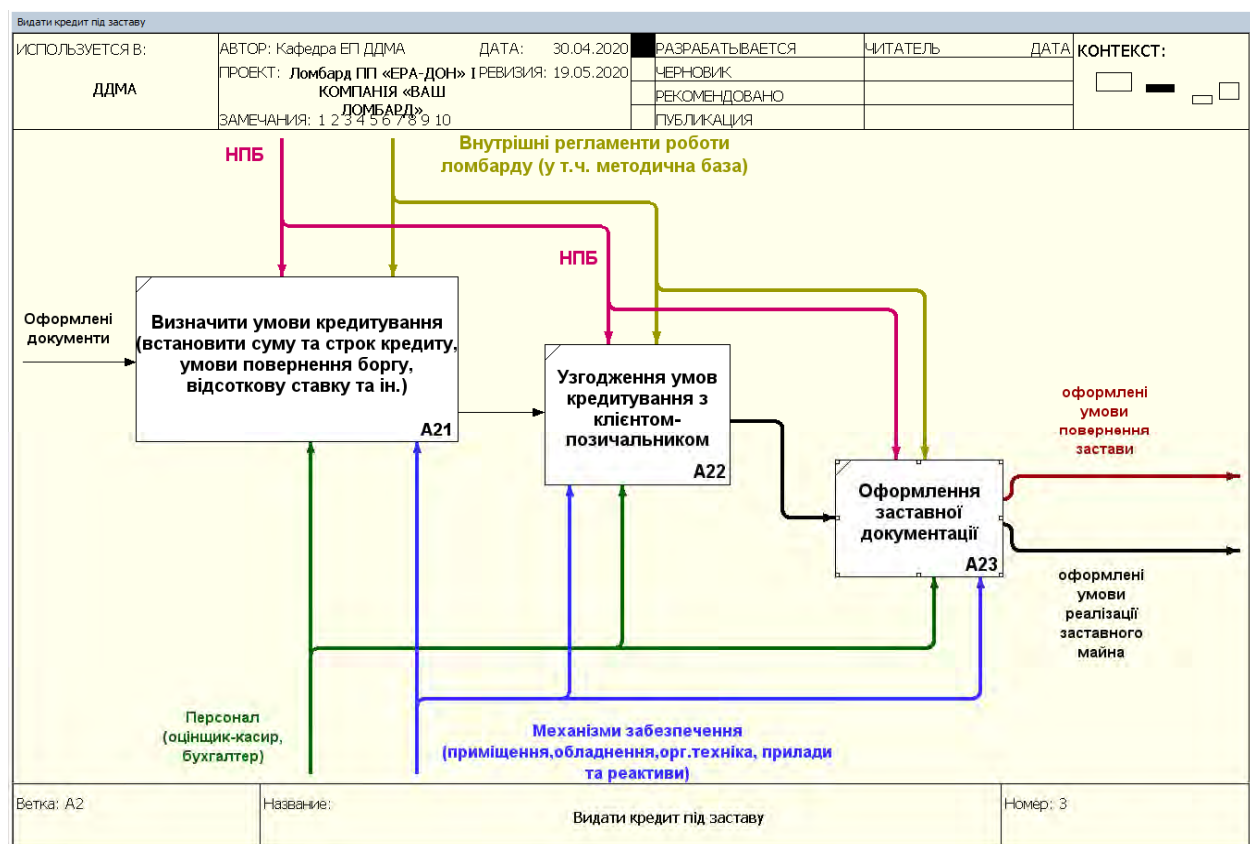 Видати кредит під заставу
ИСПОЛЬЗУЕТСЯ В:
ДДМА
АВТОР: Кафедра ЕП ДДМА
ДАТА: 30.04.2020
ПРОЕКТ: Ломбард ПП «ЕРА-ДОН» І
КОМПАНІЯ «ВАШ
ЛОМБАРД»
РЕВИЗИЯ: 19.05.2020
ЗАМЕЧАНИЯ: 1 2 3 4 5 6 7 8 9 10
РАЗРАБАТЫВАЕТСЯ
ЧЕРНОВИК
РЕКОМЕНДОВАНО
ПУБЛИКАЦИЯ
ЧИТАТЕЛЬ
ДАТА
КОНТЕКСТ:
НПБ
Внутрішні регламенти роботи
ломбарду (у т.ч. методична база)
НПБ
Оформлені
документи
Визначити умови кредитування
(встановити суму та строк кредиту,
умови повернення боргу,
відсоткову ставку та ін.)
A21
Узгодження умов
кредитування з
клієнтом-
позичальником
A22
Оформлення
заставної
документації
A23
оформлені
умови
повернення
застави
оформлені
умови
реалізації
заставного
майна
Персонал
(оцінщик-касир,
бухгалтер)
Механізми забезпечення
(приміщення,обладнення,орг.техніка, прилади
та реактиви)
Ветка: A2
Название:
Видати кредит під заставу
Номер: 3